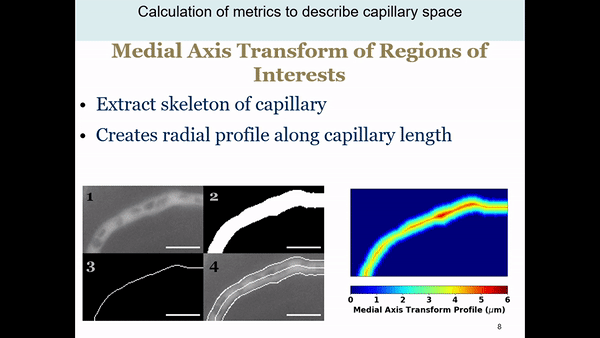 Calculation of metrics to describe capillary space
Medial Axis Transform of Regions of
Interests
• Extract skeleton of capillary
• Creates radial profile along capillary length
1 2
3 4
0 1 2 3 4 5 6
Medial Axis Transform Profile (μm)
8